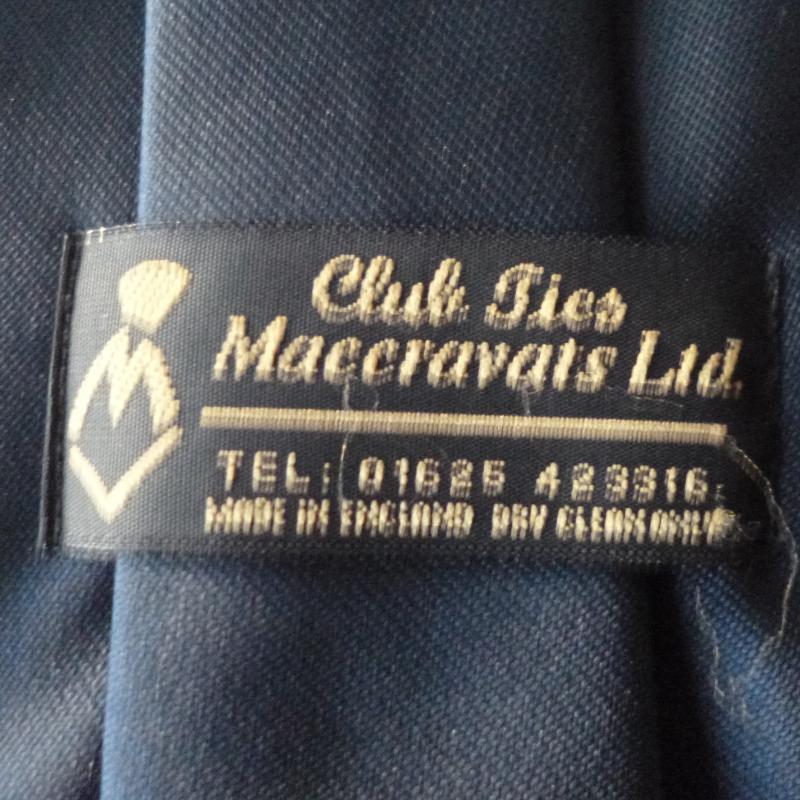 Club Ties
Maccravats Ltd.
TEL: 01625 423316
MADE IN ENGLAND DRY CLEAN ONLY